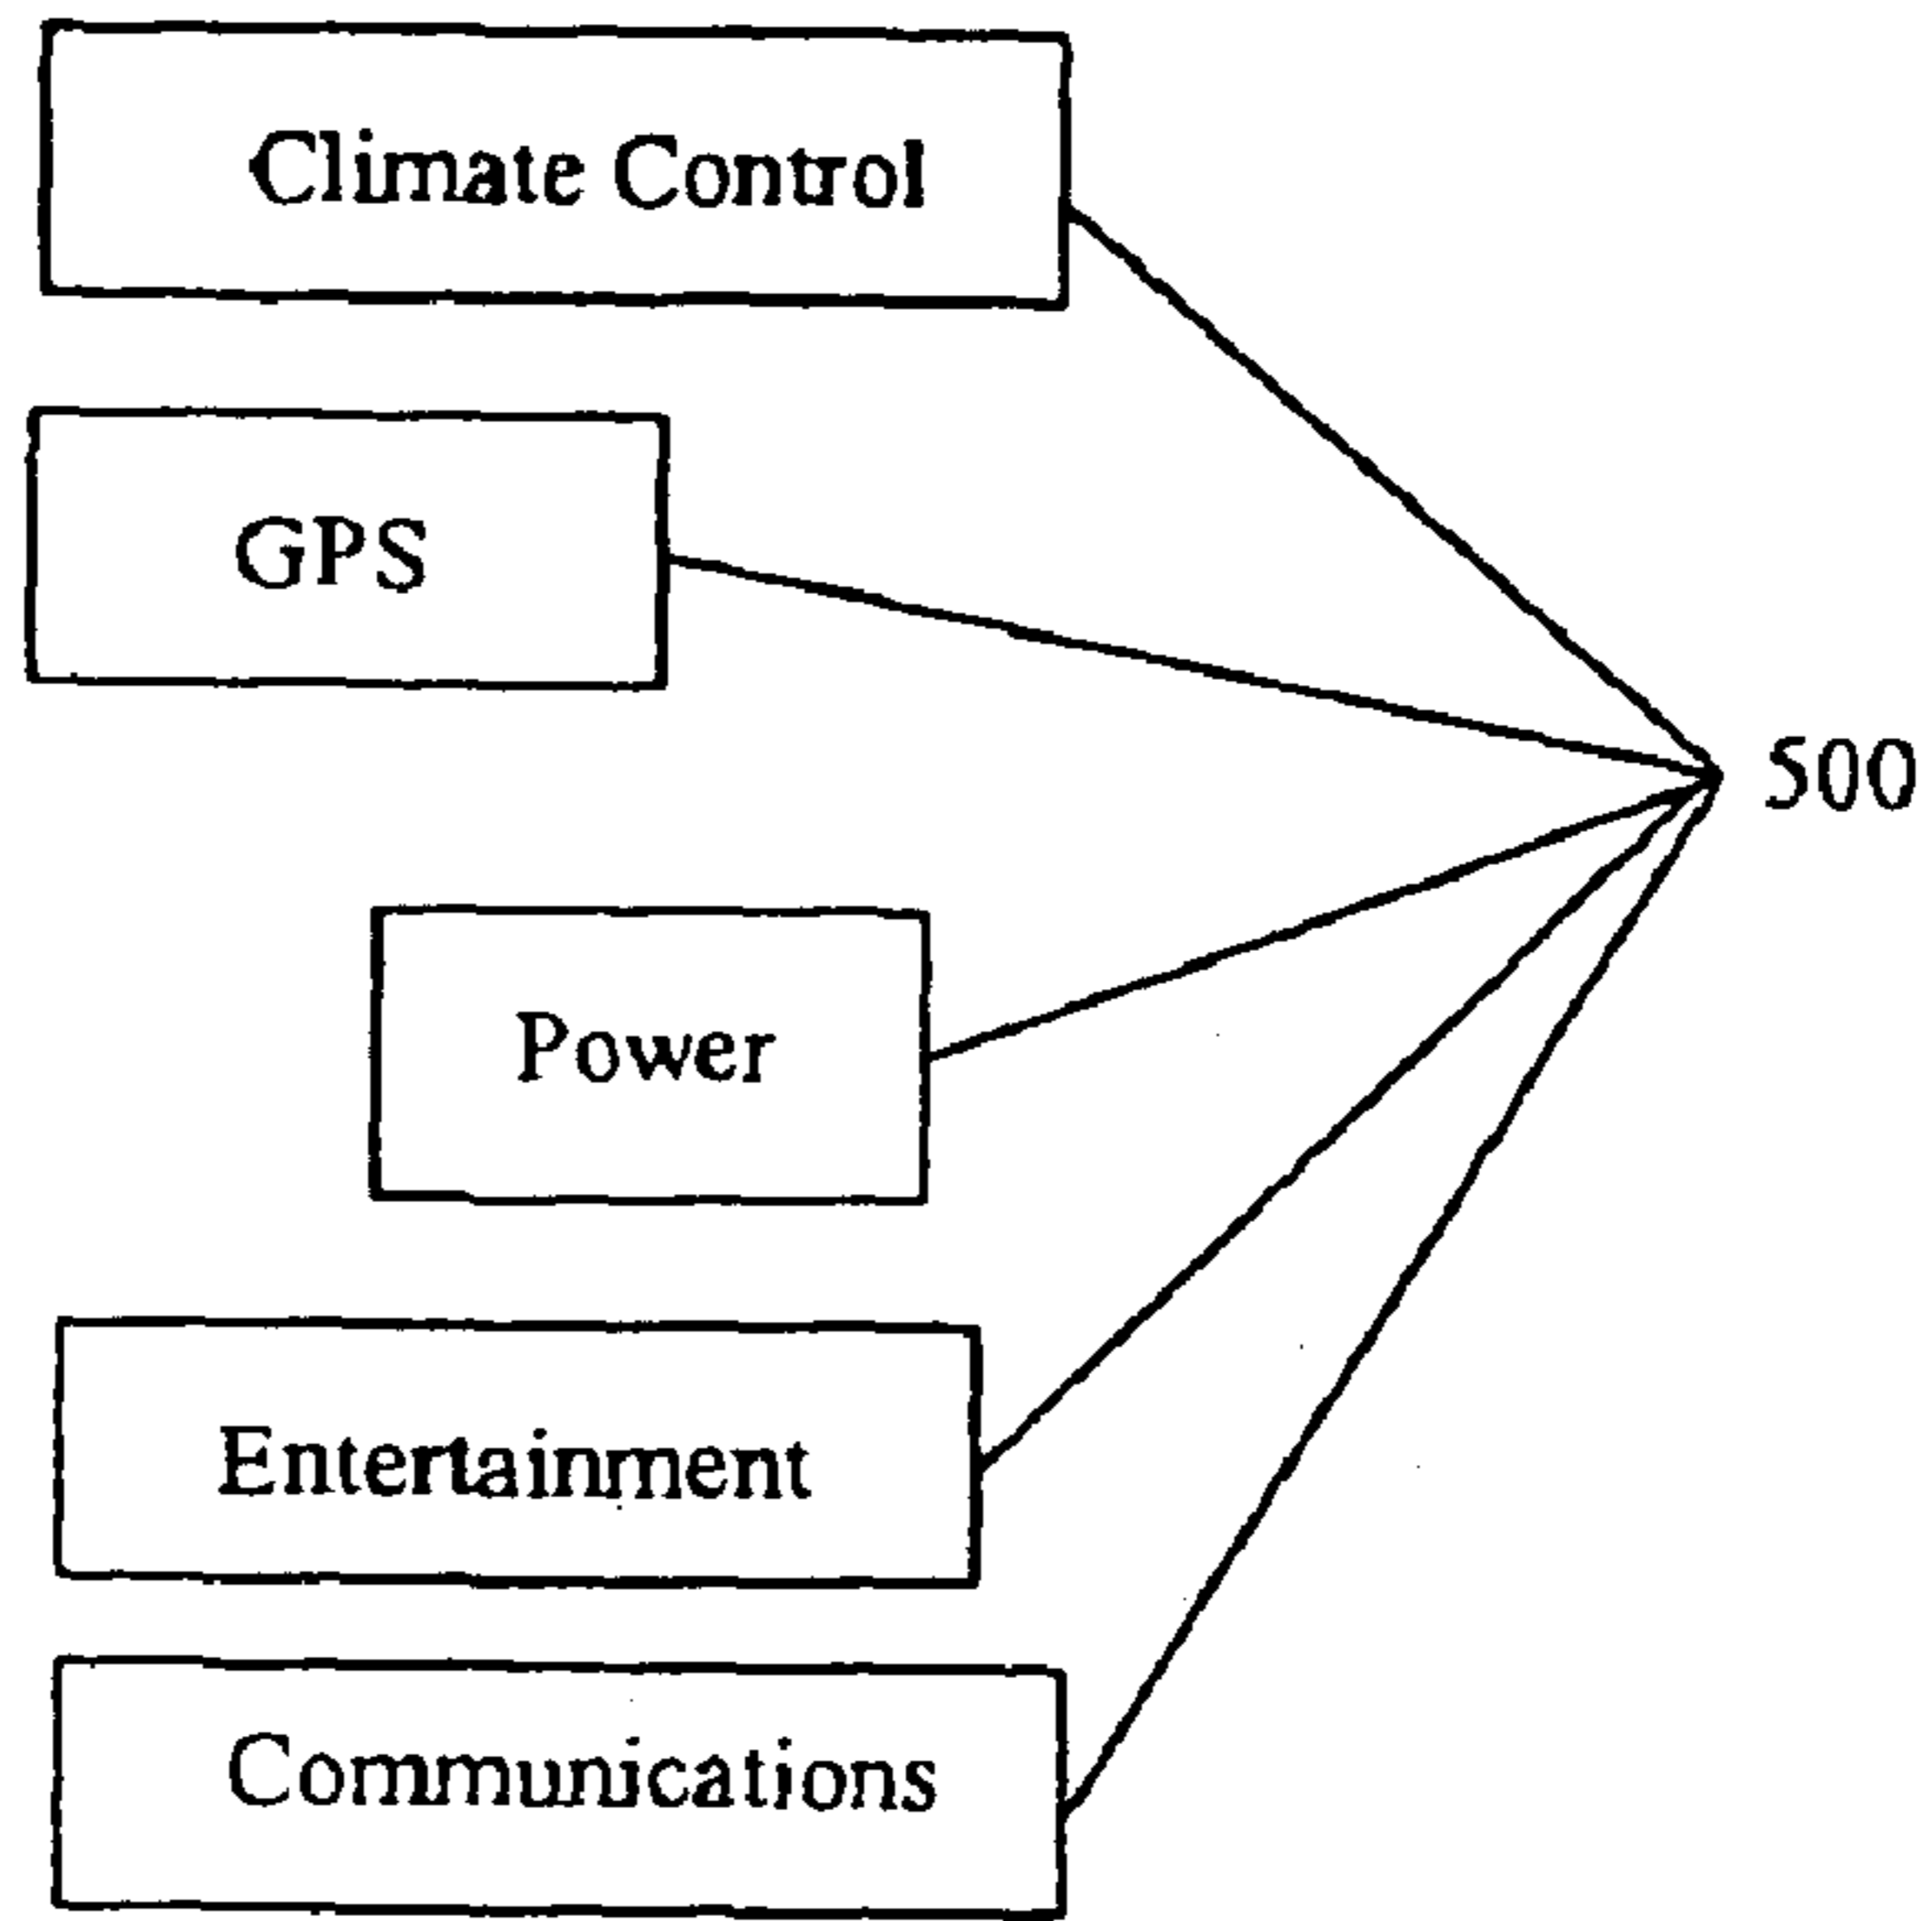 Climate Control
GPS
500
Power
Entertainment
Communications